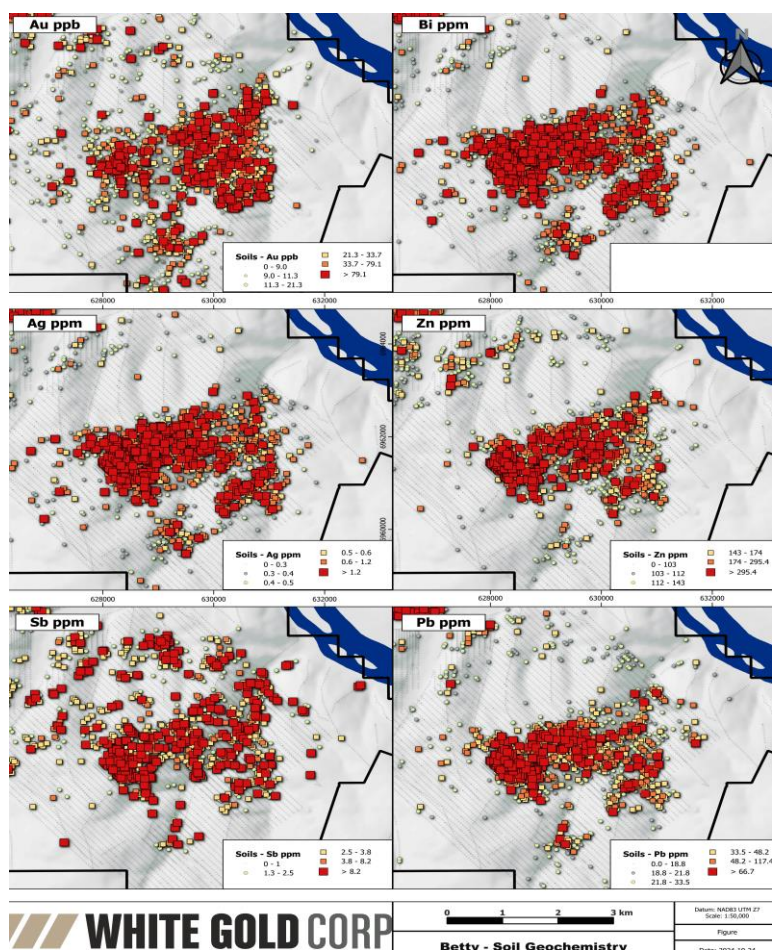 Au ppb
Soils - Au ppb
0 - 9.0
9.0 - 11.3
11.3 - 21.3
21.3 - 33.7
33.7 - 79.1
> 79.1
Bi ppm
628000 630000 632000
628000 630000 632000
Ag ppm
Soils - Ag ppm
0 - 0.3
0.3 - 0.4
0.4 - 0.5
0.5 - 0.6
0.6 - 1.2
> 1.2
Zn ppm
6962000
6960000
Soils - Zn ppm
0 - 103
103 - 112
112 - 143
143 - 174
174 - 295.4
> 295.4
628000 630000 632000
628000 630000 632000
Sb ppm
Soils - Sb ppm
0 - 1
1.3 - 2.5
2.5 - 3.8
3.8 - 8.2
> 8.2
Pb ppm
Soils - Pb ppm
0.0 - 18.8
18.8 - 21.8
21.8 - 33.5
33.5 - 48.2
48.2 - 117.4
> 66.7
WHITE GOLD CORP
0 1 2 3 km
Betty - Soil Geochemistry
Datum: NAD83 UTM Z7
Scale: 1:50,000
Figure